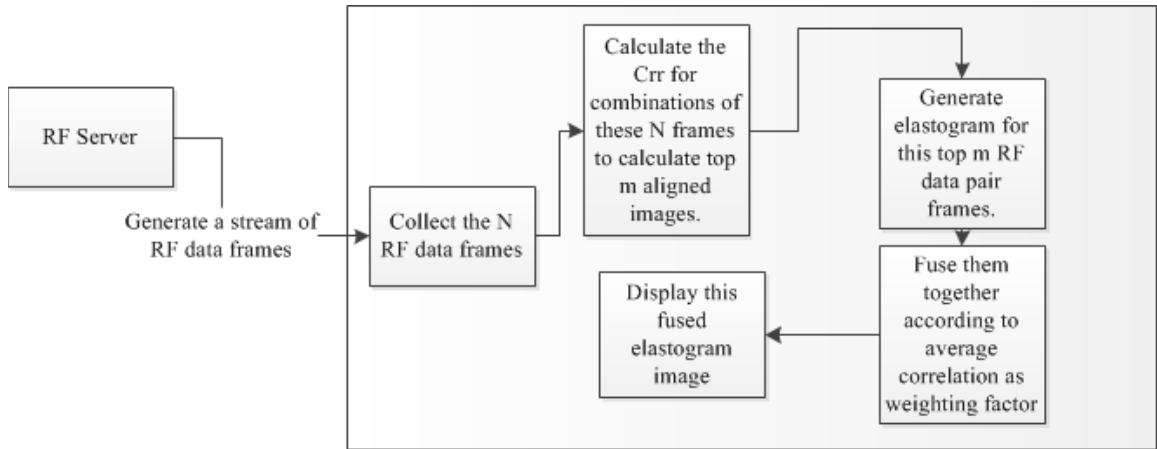 RF Server
Generate a stream of
RF data frames
Collect the N
RF data frames
Calculate the
Crr for
combinations of
these N frames
to calculate top
m aligned
images.
Generate
elastogram for
this top m RF
data pair
frames.
Fuse them
together
according to
average
correlation as
weighting factor
Display this
fused
elastogram
image